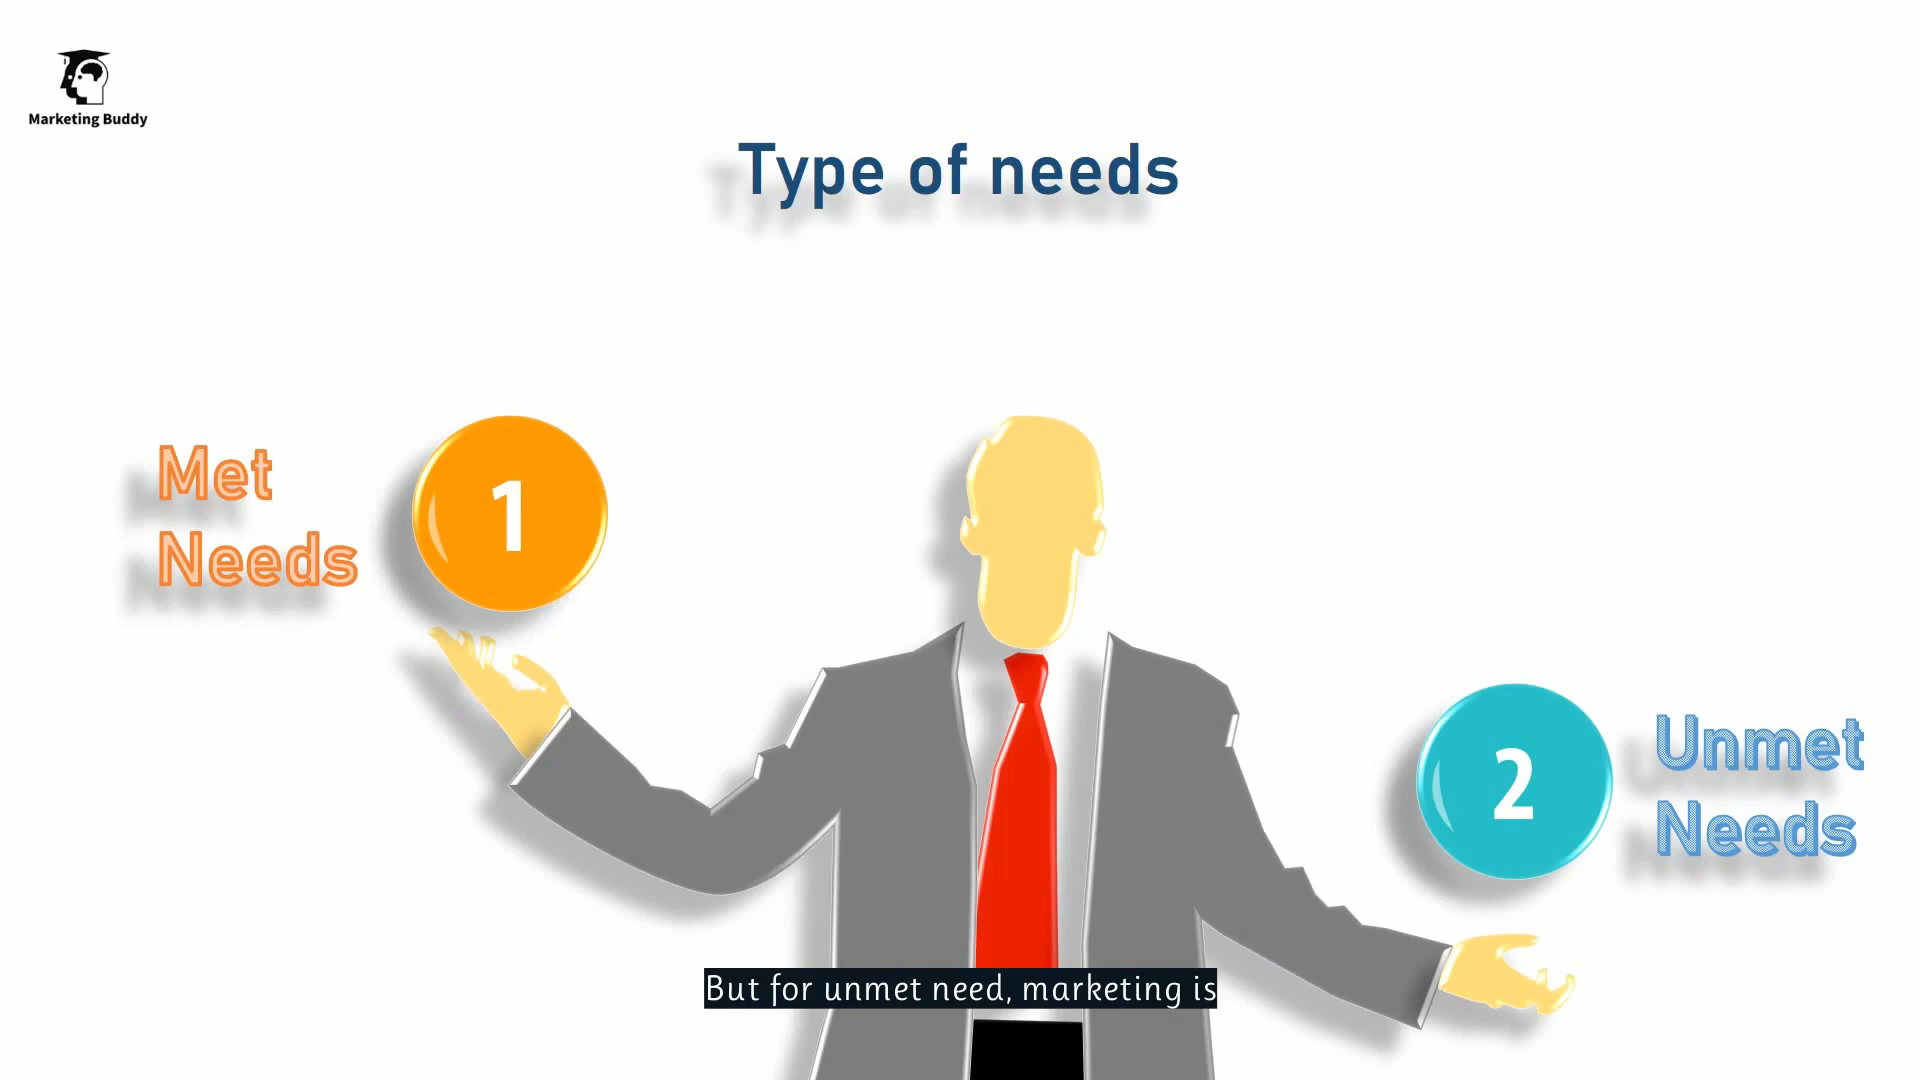 Marketing Buddy
Type of needs
Met
Needs
1
2
Unmet
Needs
But for unmet need, marketing is